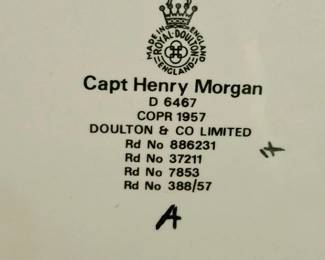 MADE IN ENGLAND
ROYAL·DOULTON
ENGLAND
Capt Henry Morgan
D 6467
COPR 1957
DOULTON & CO LIMITED
Rd No 886231
Rd No 37211
Rd No 7853
Rd No 388/57
A